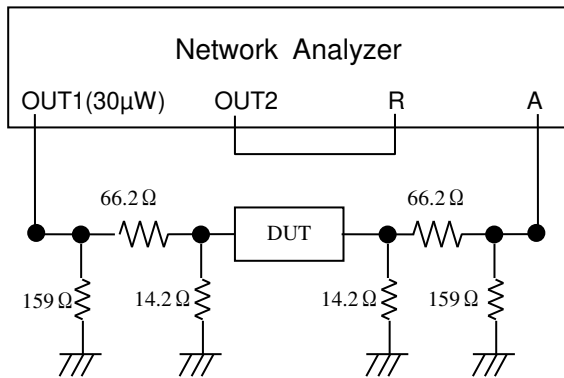 Network Analyzer
OUT1(30μW) OUT2 R A
66.2 Ω 66.2 Ω
DUT
159 Ω 14.2 Ω 14.2 Ω 159 Ω